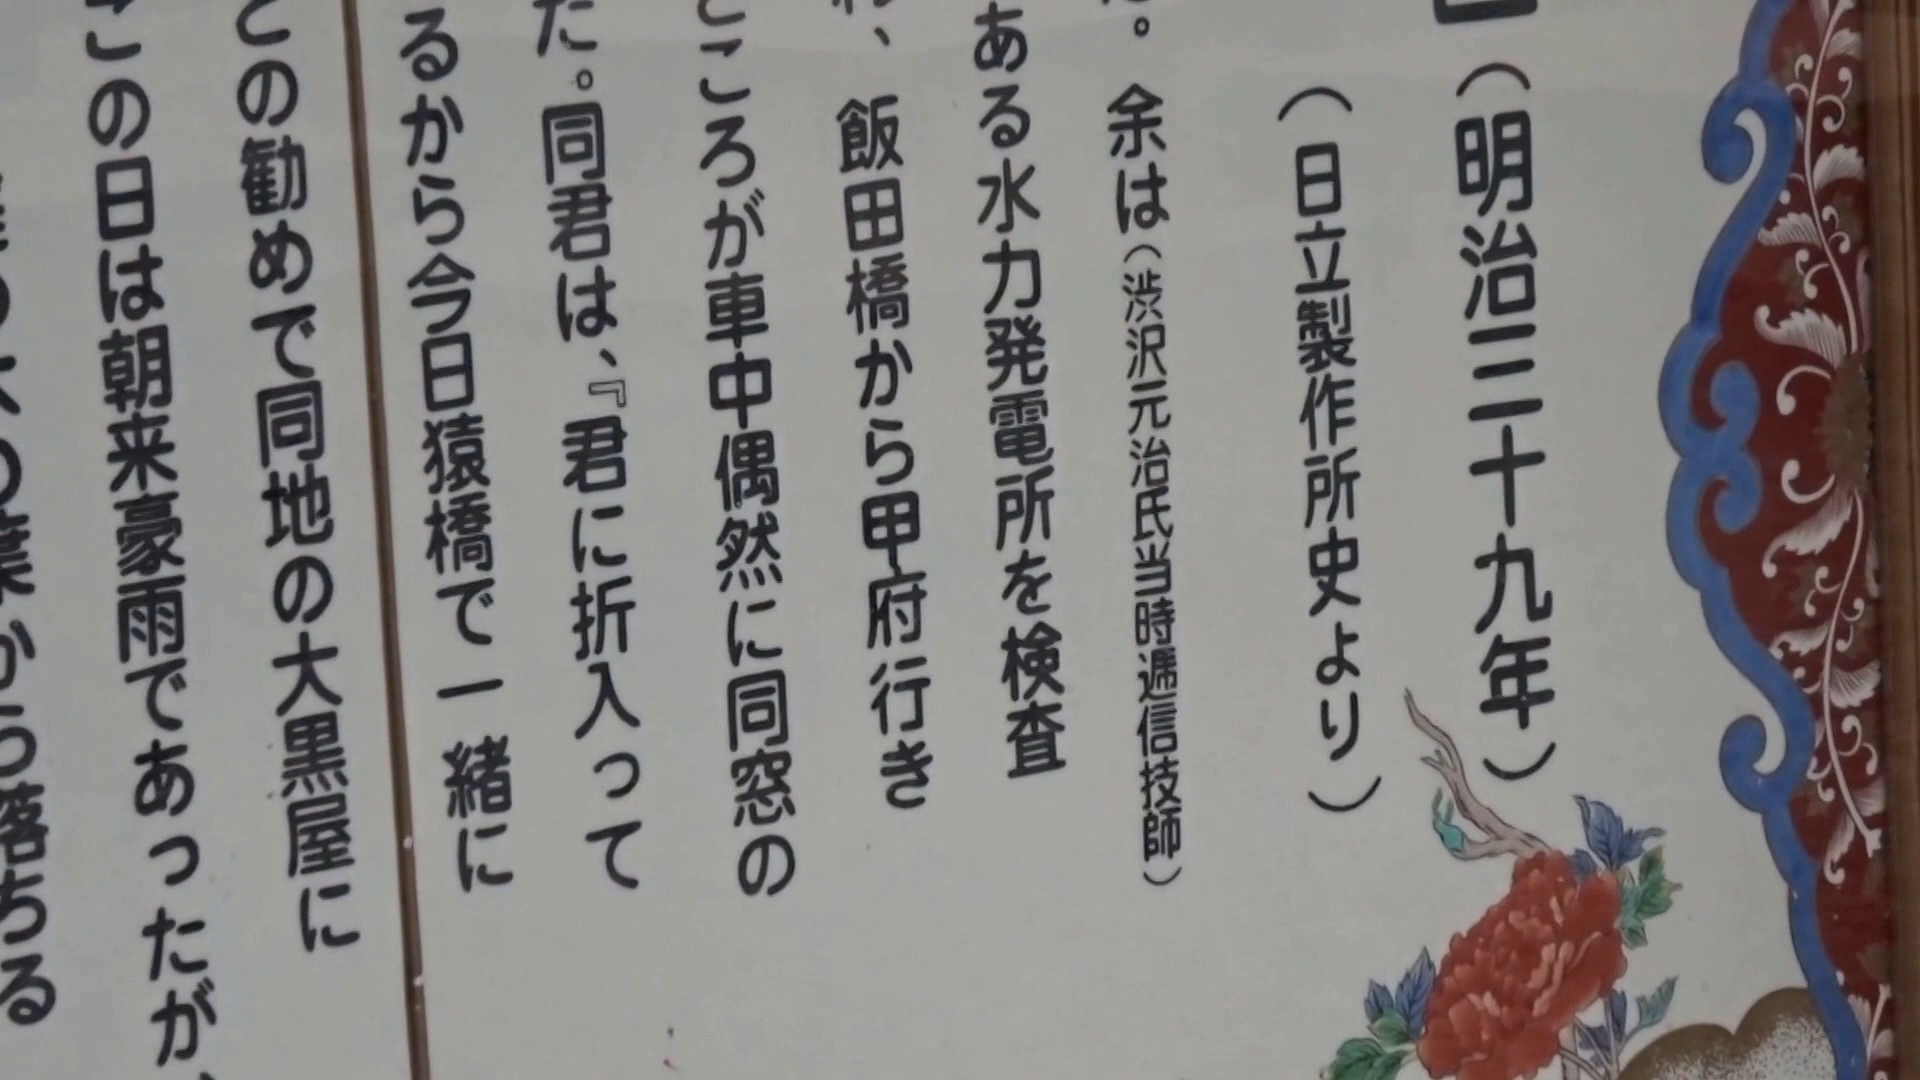 （明治三十九年）
（日立製作所史より）
。余は（渋沢元治氏当時逓信技師）
ある水力発電所を検査
、飯田橋から甲府行き
ところが車中偶然に同窓の
た。同君は、『君に折入って
るから今日猿橋で一緒に
との勧めで同地の大黒屋に
この日は朝来豪雨であったが、
の木の葉から落ちる